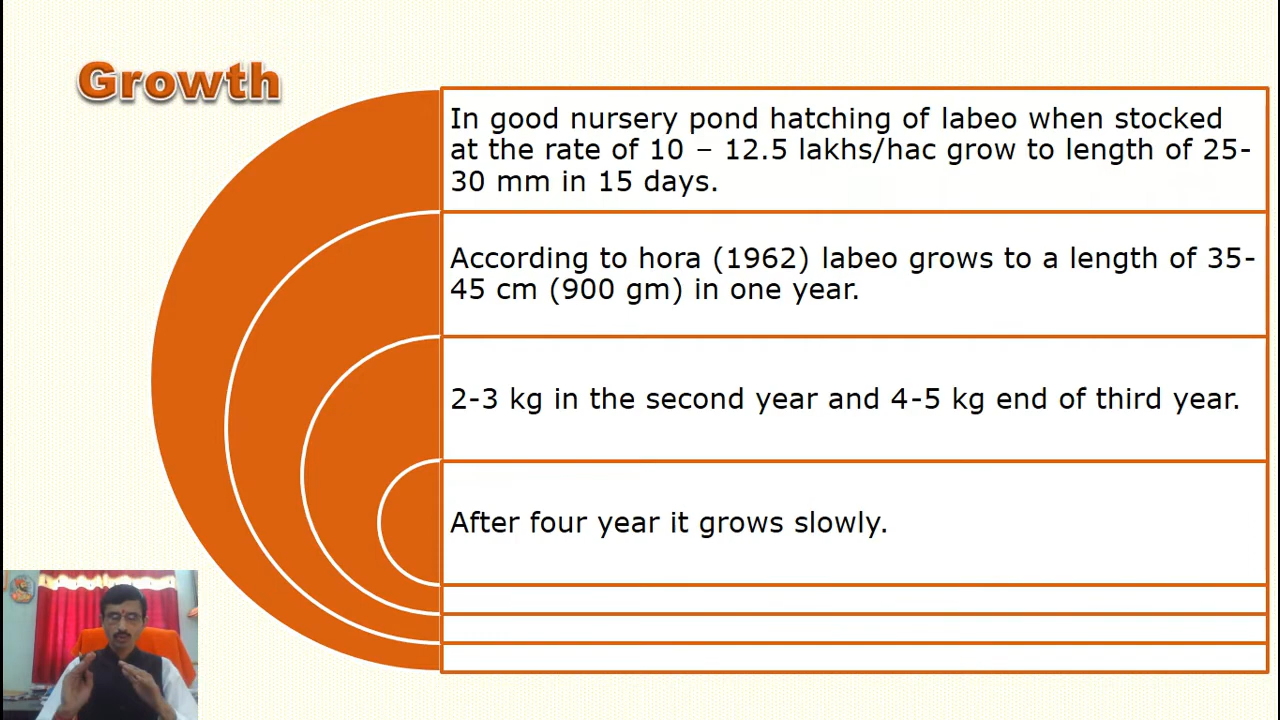 Growth
In good nursery pond hatching of labeo when stocked
at the rate of 10 – 12.5 lakhs/hac grow to length of 25-
30 mm in 15 days.
According to hora (1962) labeo grows to a length of 35-
45 cm (900 gm) in one year.
2-3 kg in the second year and 4-5 kg end of third year.
After four year it grows slowly.